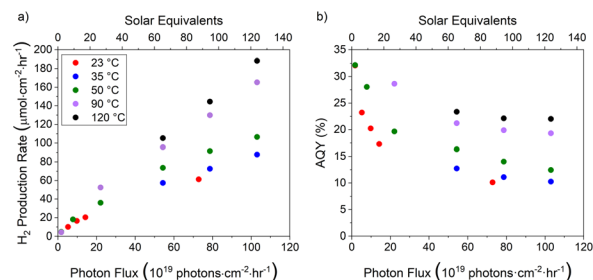 a)
Solar Equivalents
0 20 40 60 80 100 120 140
H₂ Production Rate (μmol·cm⁻²·hr⁻¹)
200
180
160
140
120
100
80
60
40
20
0
23 °C
35 °C
50 °C
90 °C
120 °C
0 20 40 60 80 100 120
Photon Flux (10¹⁹ photons·cm⁻²·hr⁻¹)
b)
Solar Equivalents
0 20 40 60 80 100 120 140
AQY (%)
35
30
25
20
15
10
5
0
0 20 40 60 80 100 120
Photon Flux (10¹⁹ photons·cm⁻²·hr⁻¹)